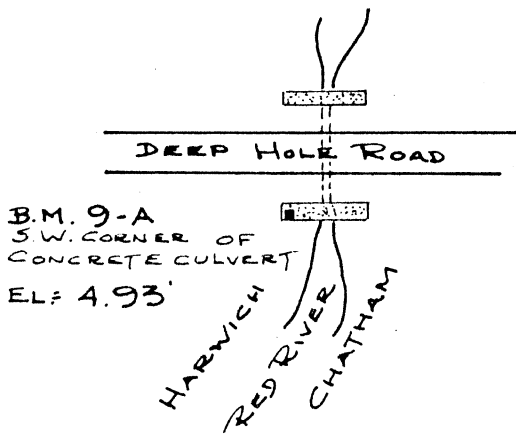 DEEP HOLE ROAD
B.M. 9-A
S.W. CORNER OF
CONCRETE CULVERT
EL= 4.93'
HARWICH
RED RIVER
CHATHAM